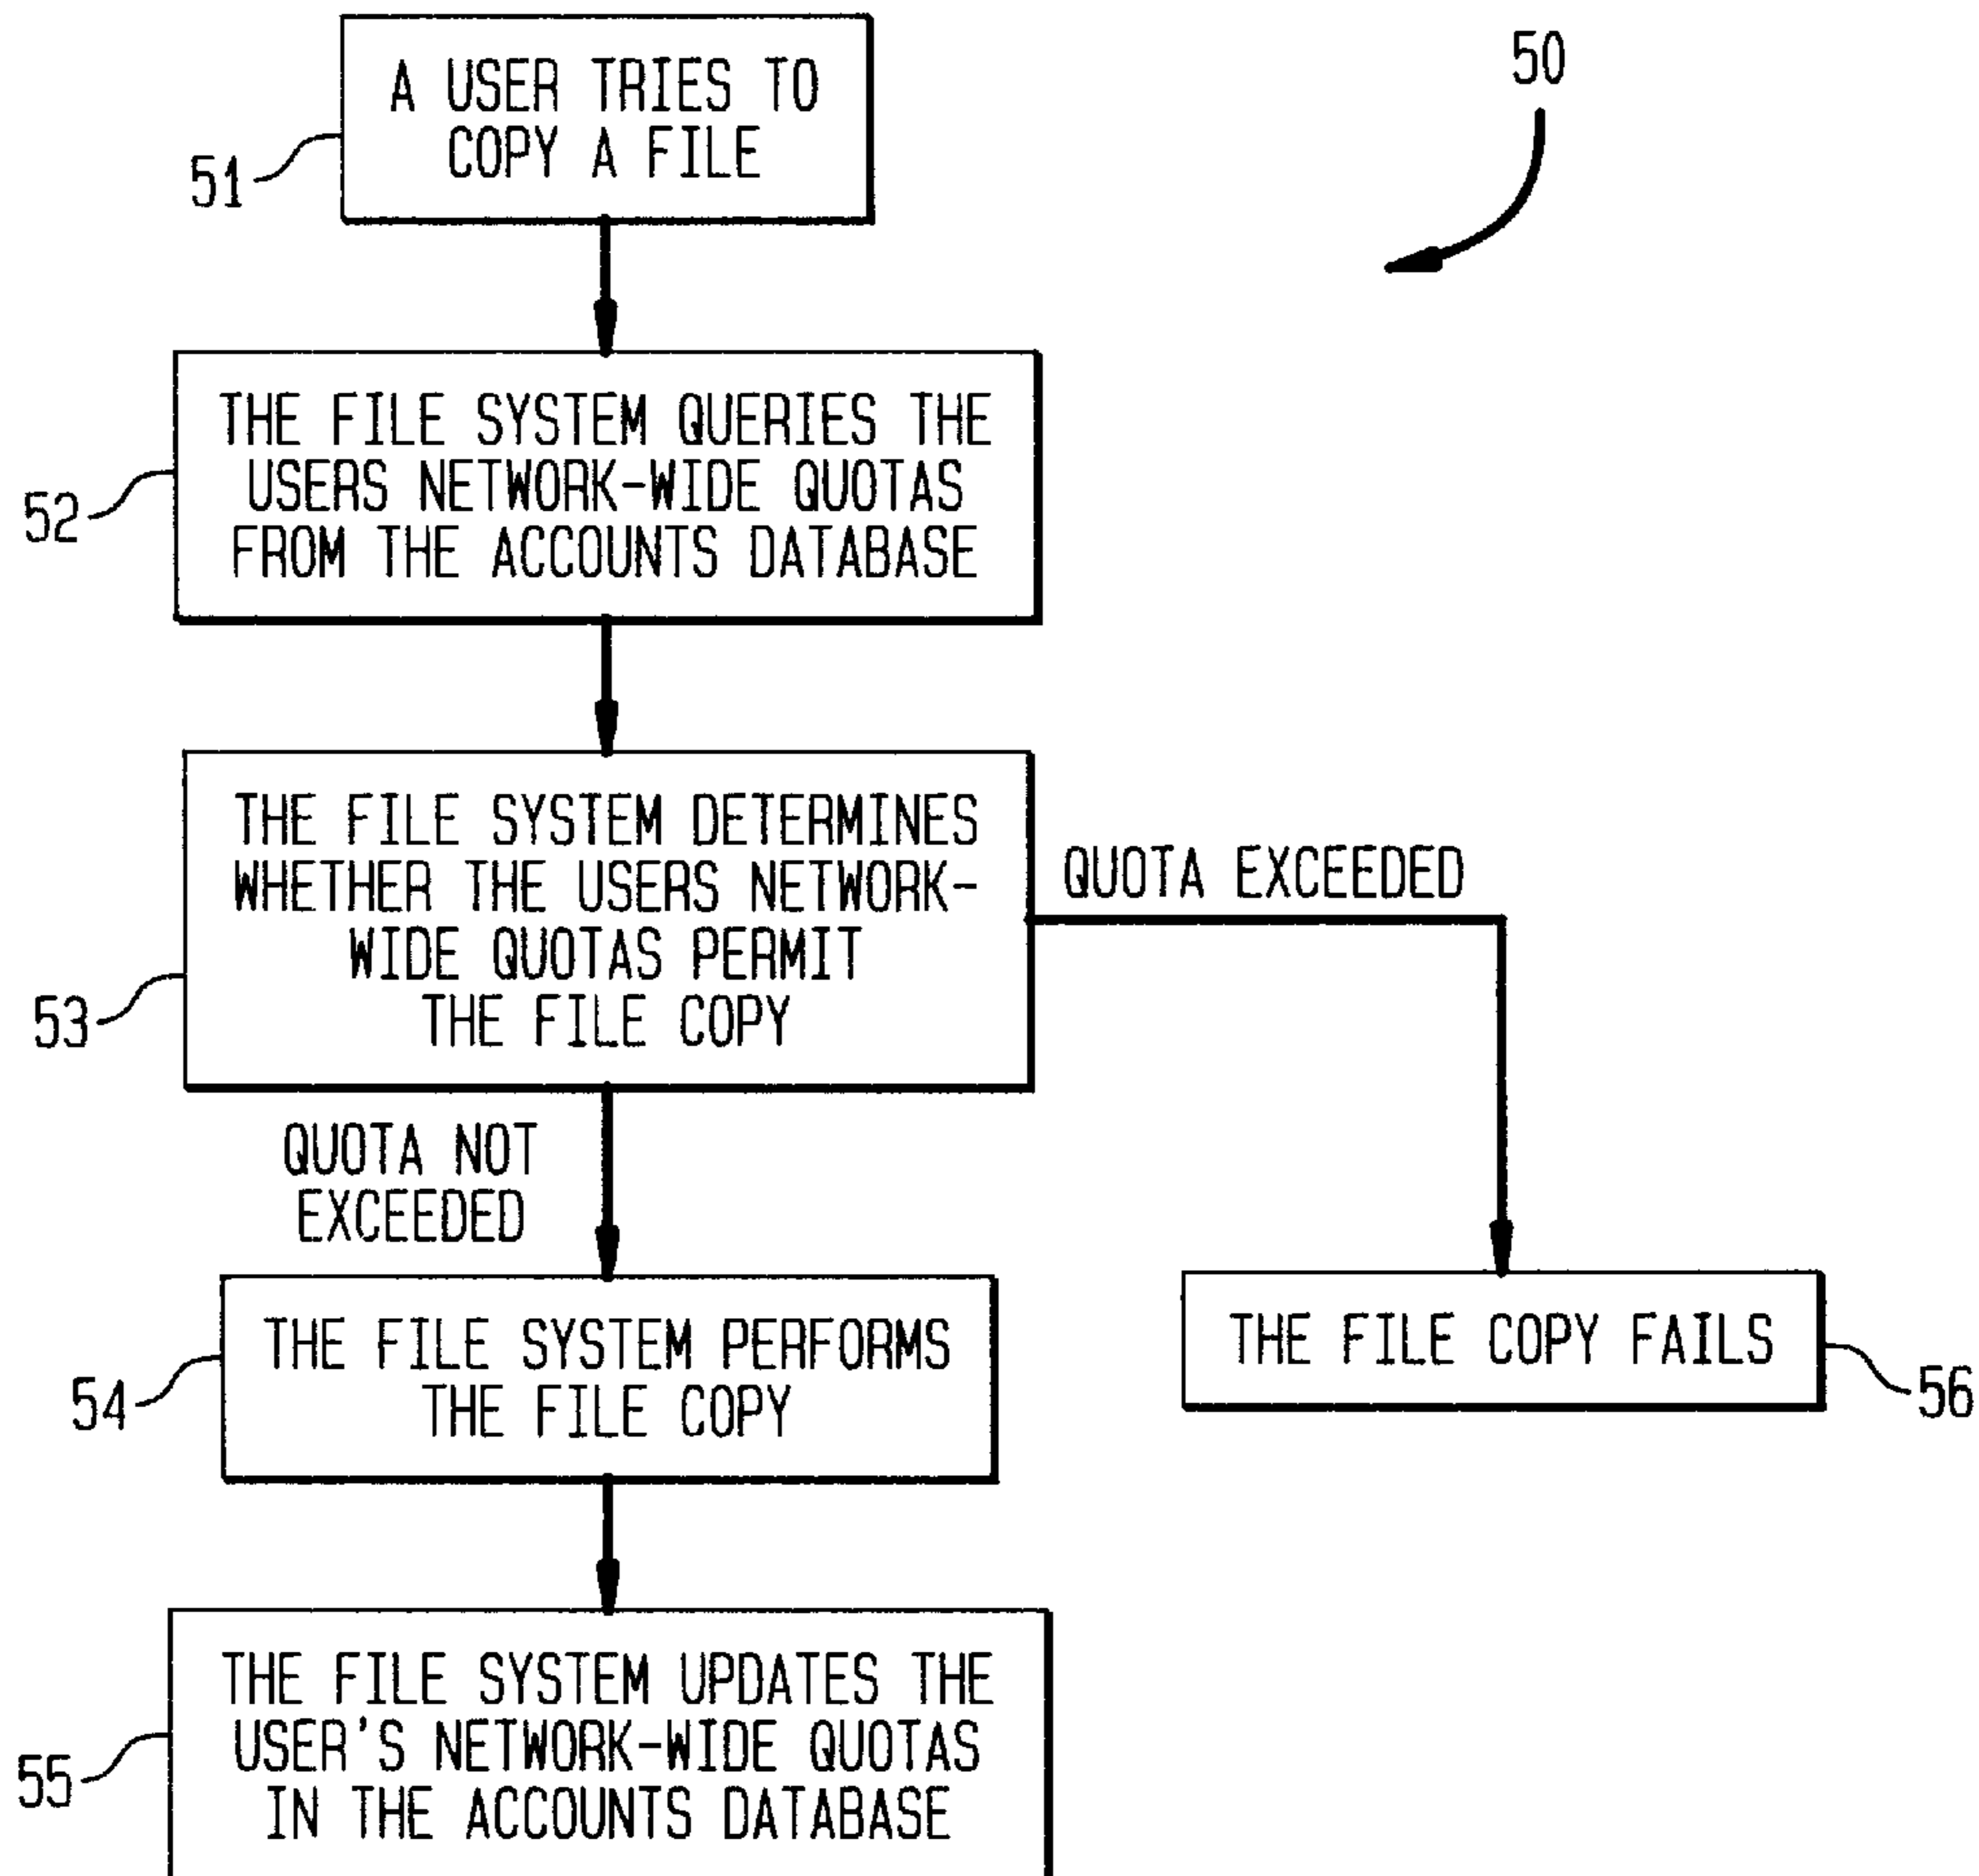 50
A USER TRIES TO
COPY A FILE
51
THE FILE SYSTEM QUERIES THE
USERS NETWORK-WIDE QUOTAS
FROM THE ACCOUNTS DATABASE
52
THE FILE SYSTEM DETERMINES
WHETHER THE USERS NETWORK-
WIDE QUOTAS PERMIT
THE FILE COPY
53
QUOTA EXCEEDED
QUOTA NOT
EXCEEDED
THE FILE SYSTEM PERFORMS
THE FILE COPY
54
THE FILE COPY FAILS
56
THE FILE SYSTEM UPDATES THE
USER'S NETWORK-WIDE QUOTAS
IN THE ACCOUNTS DATABASE
55